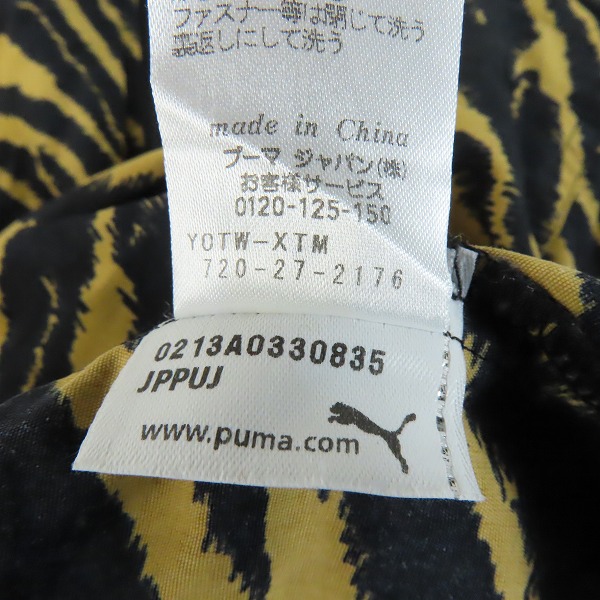 ファスナー等は閉じて洗う
裏返しにして洗う
made in China
プーマ ジャパン(株)
お客様サービス
0120-125-150
YOTW-XTM
720-27-2176
0213A0330835
JPPUJ
www.puma.com